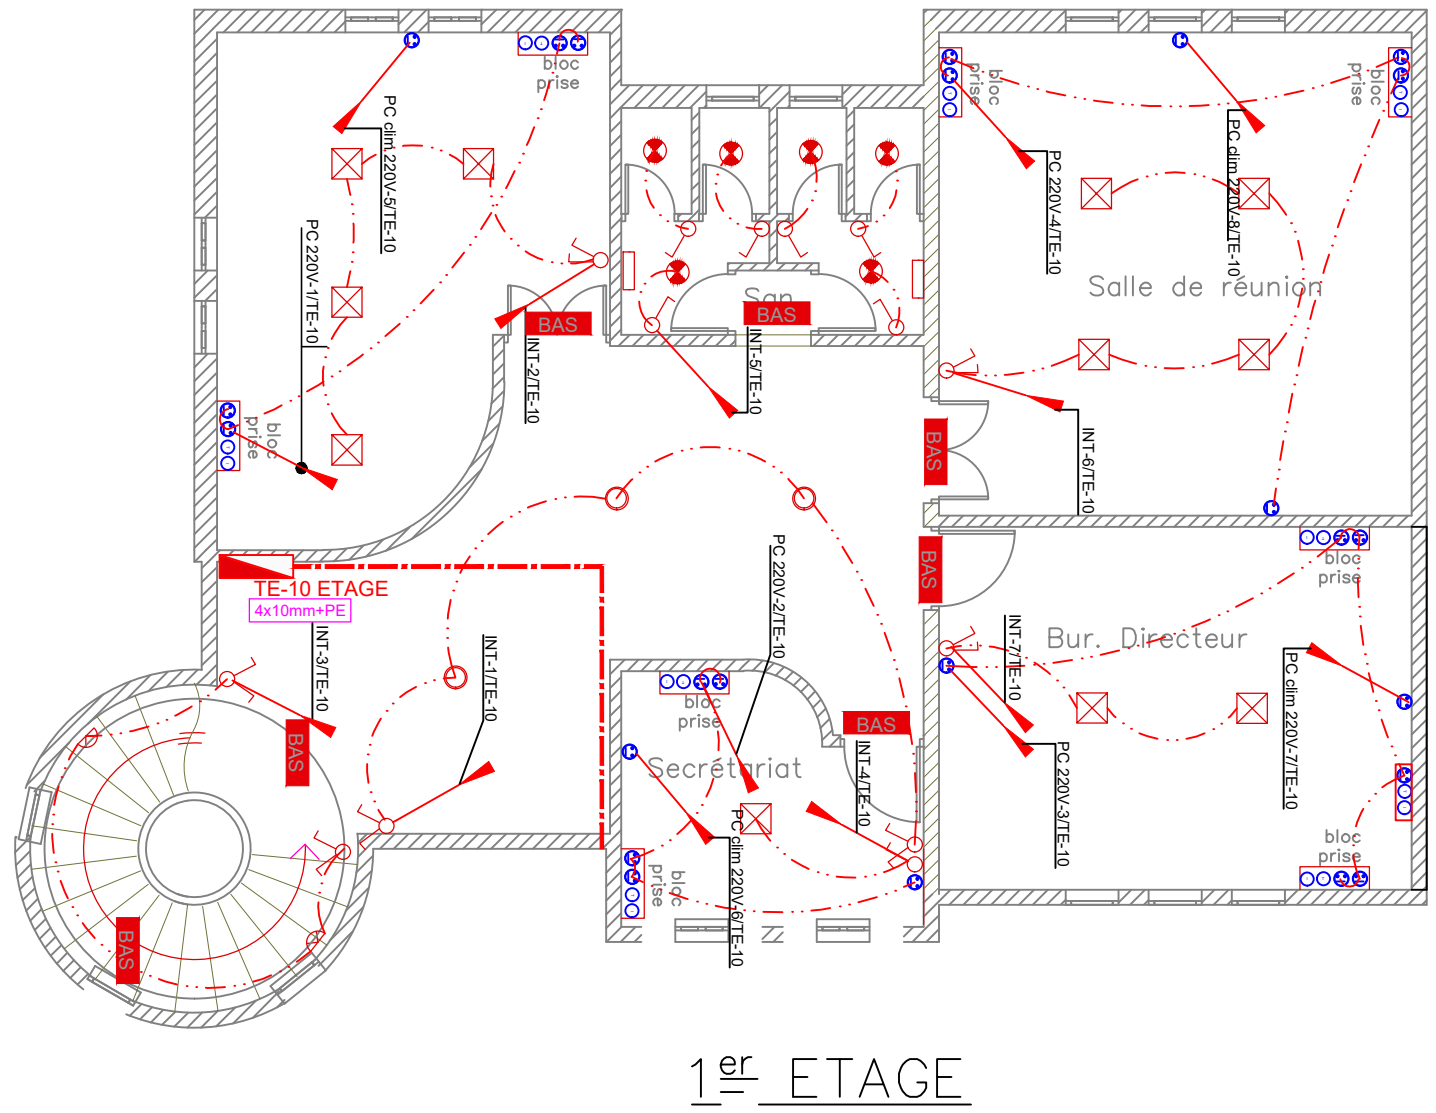 bloc
prise
PC clim 220V-5/TE-10
PC 220V-1/TE-10
bloc
prise
INT-2/TE-10
BAS
San
BAS
INT-5/TE-10
bloc
prise
PC 220V-4/TE-10
PC clim 220V-8/TE-10
bloc
prise
Salle de réunion
INT-6/TE-10
BAS
BAS
TE-10 ETAGE
4x10mm+PE
INT-3/TE-10
INT-1/TE-10
BAS
BAS
PC 220V-2/TE-10
bloc
prise
Secrétariat
BAS
INT-4/TE-10
PC clim 220V-6/TE-10
bloc
prise
INT-7/TE-10
Bur. Directeur
bloc
prise
PC clim 220V-7/TE-10
PC 220V-3/TE-10
bloc
prise
1er ETAGE